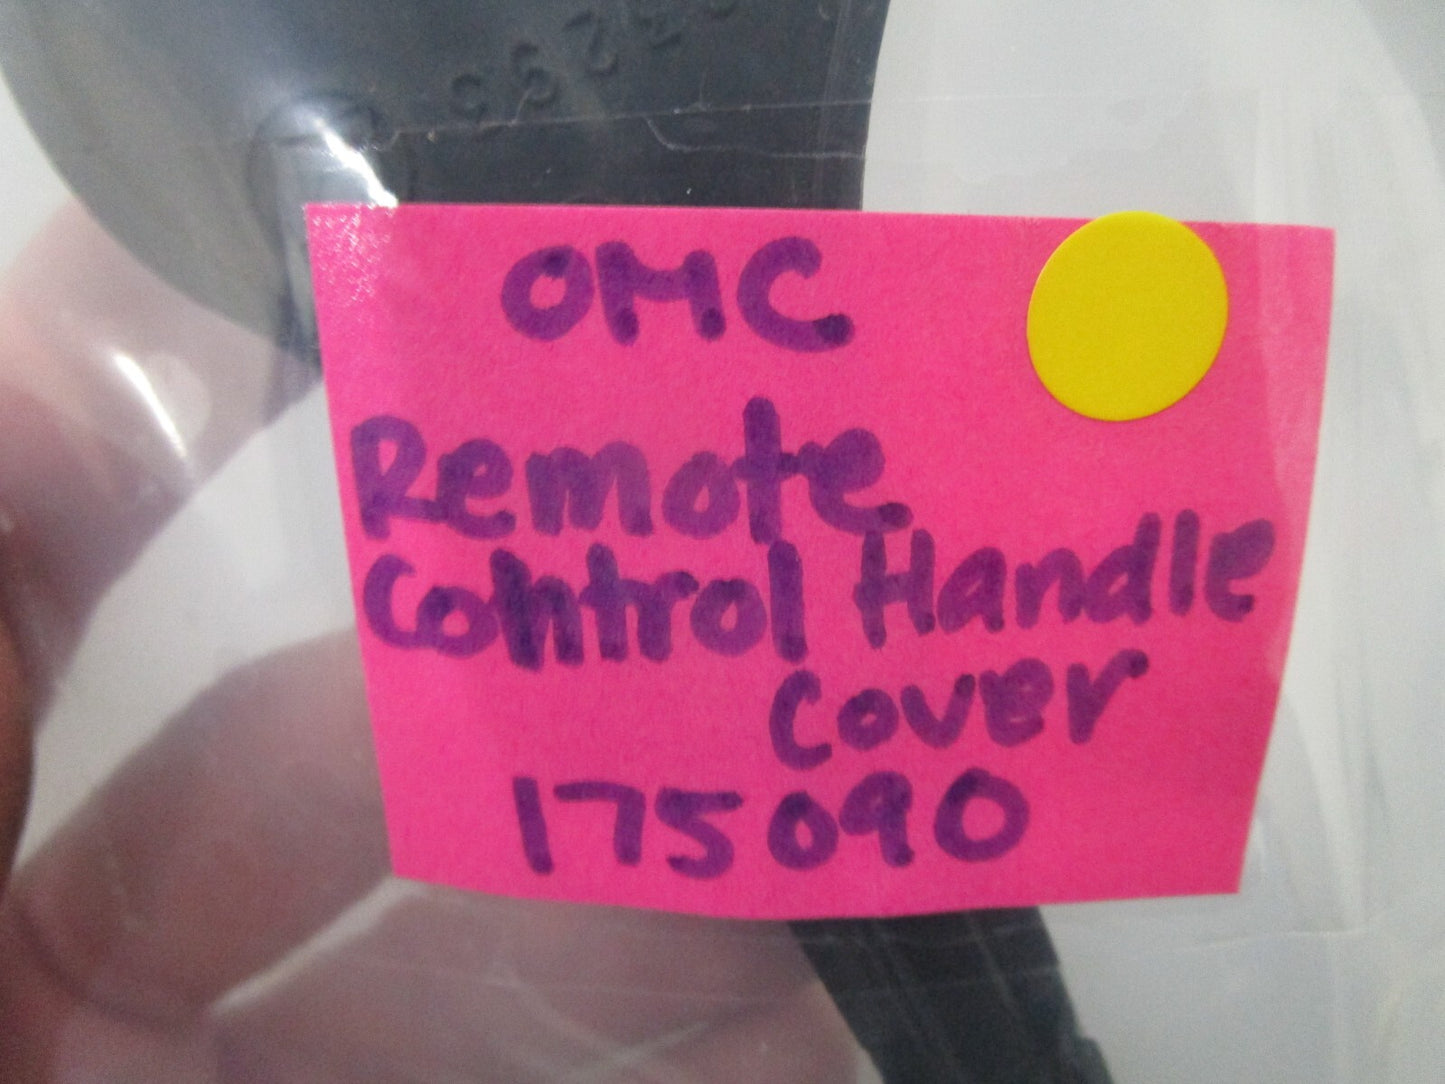 OMC
Remote
Control Handle
Cover
175090